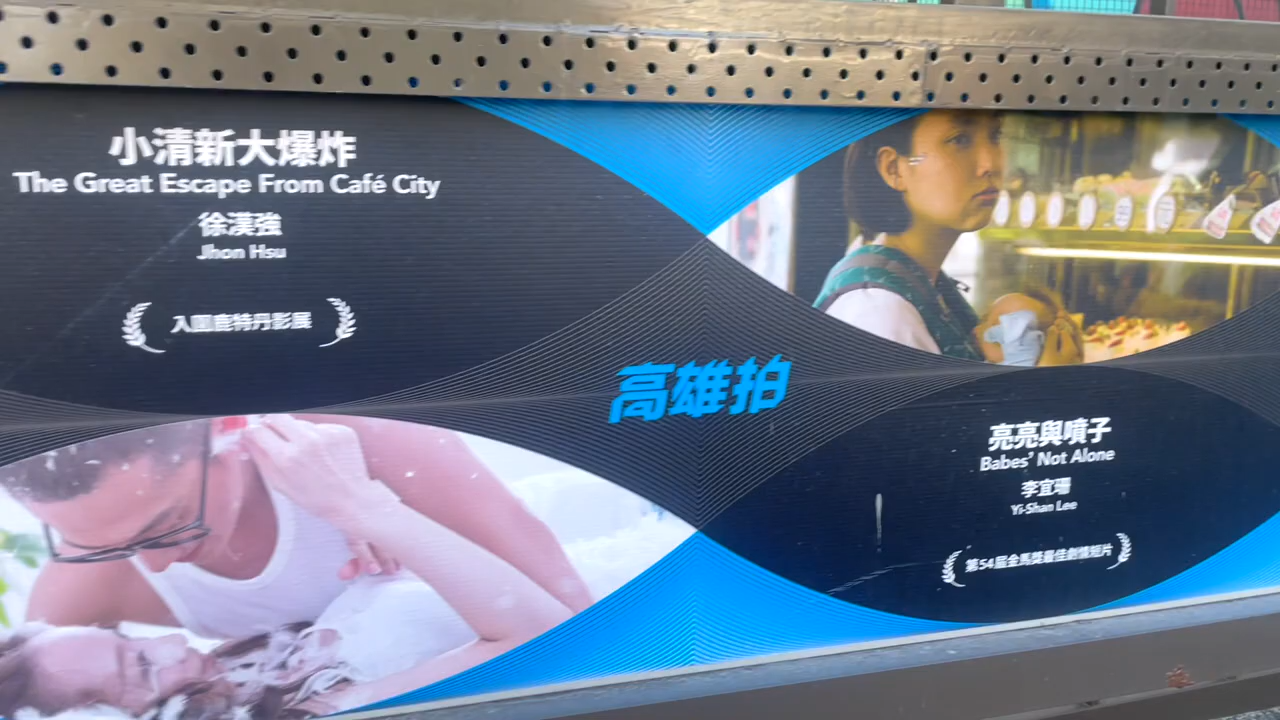 小清新大爆炸
The Great Escape From Café City
徐漢強
Jhon Hsu
入圍鹿特丹影展
高雄拍
亮亮與噴子
Babes' Not Alone
李宜珊
Yi-Shan Lee
第54屆金馬獎最佳劇情短片